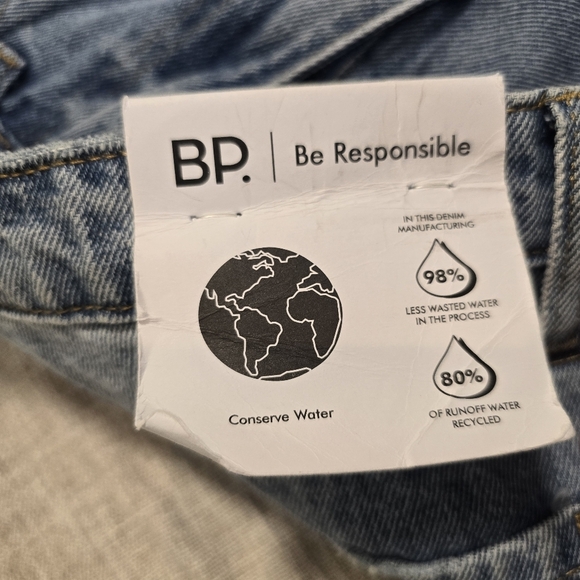 BP. | Be Responsible
IN THIS DENIM
MANUFACTURING
98%
LESS WASTED WATER
IN THE PROCESS
80%
OF RUNOFF WATER
RECYCLED
Conserve Water